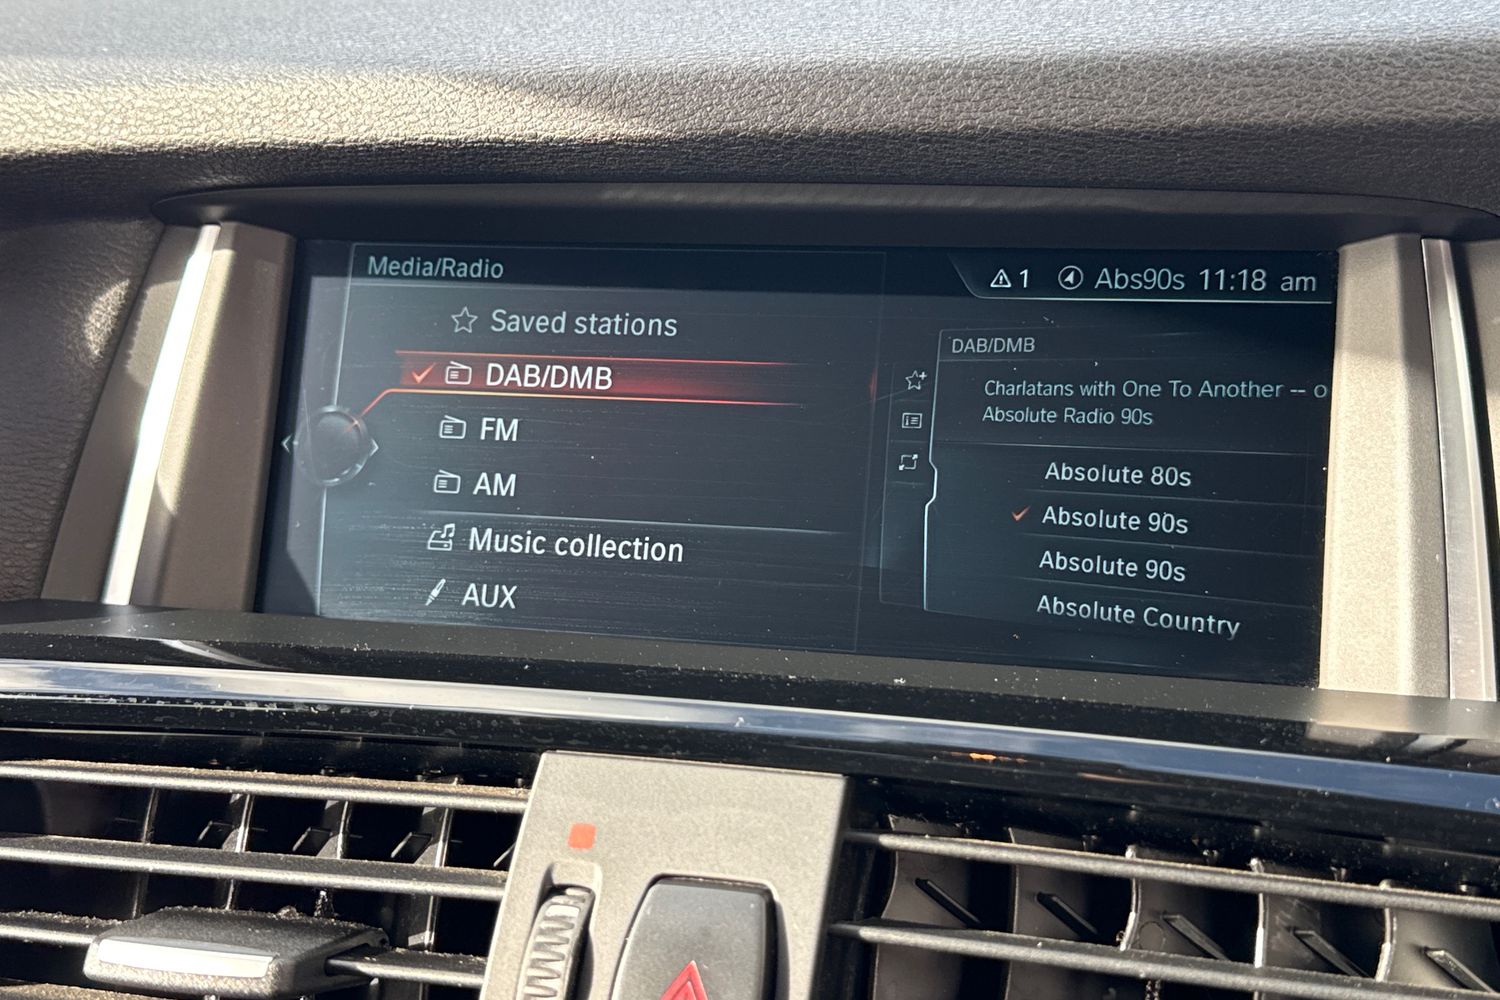 Media/Radio
1 Abs90s 11:18 am
Saved stations
DAB/DMB
FM
AM
Music collection
AUX
DAB/DMB
Charlatans with One To Another -- o
Absolute Radio 90s
Absolute 80s
Absolute 90s
Absolute 90s
Absolute Country